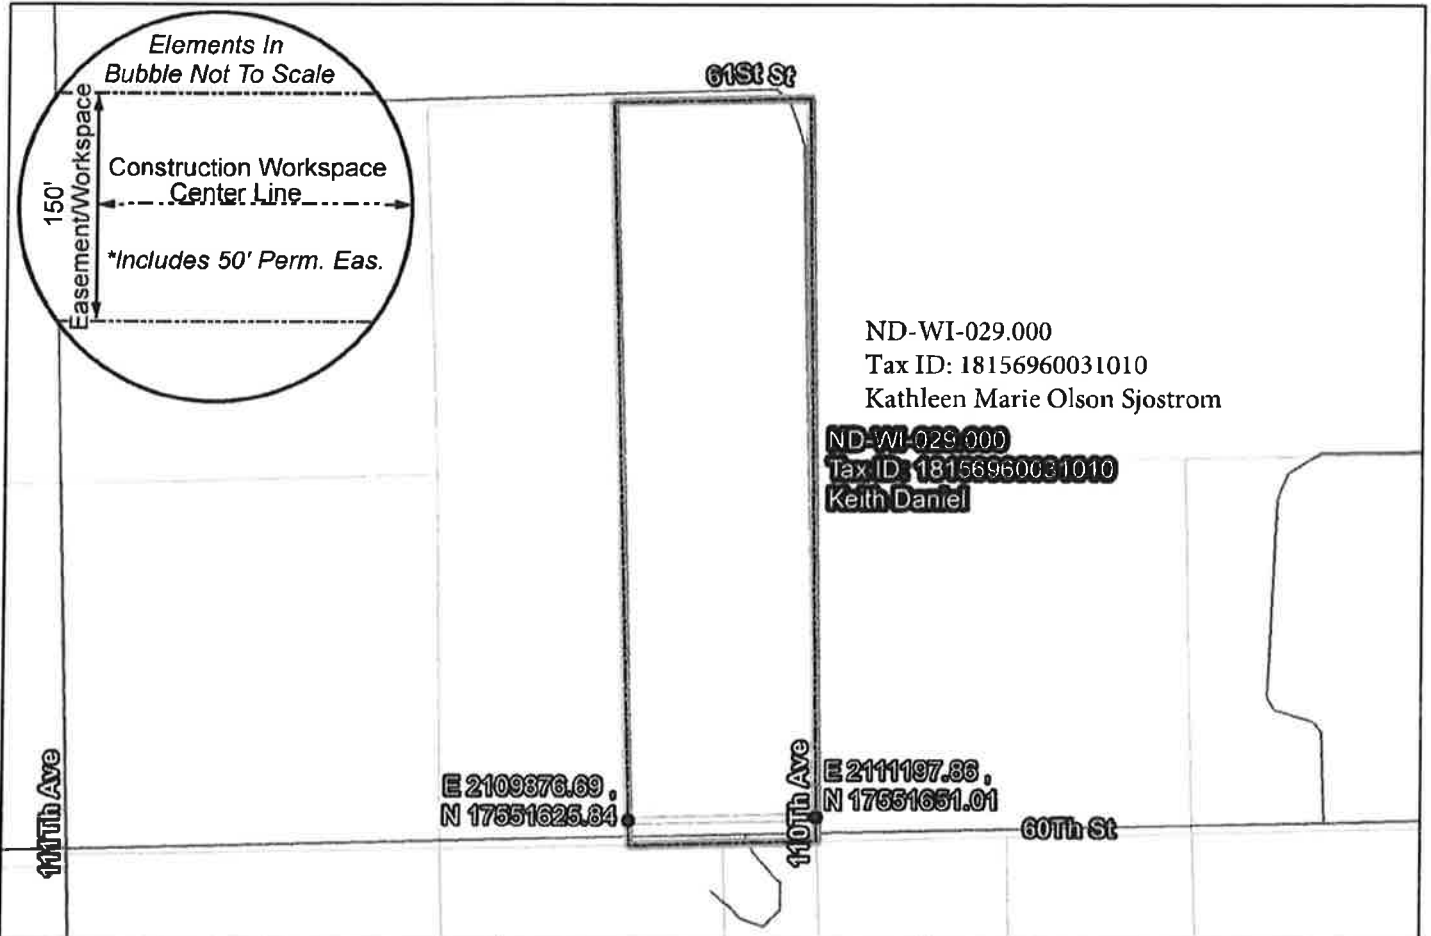 Elements In
Bubble Not To Scale
61St St
150'
Easement/Workspace
Construction Workspace
Center Line
*Includes 50' Perm. Eas.
ND-WI-029.000
Tax ID: 18156960031010
Kathleen Marie Olson Sjostrom
ND-WI-029.000
Tax ID: 18156960031010
Keith Daniel
E 2109876.69 ,
N 17551625.84
E 2111197.86 ,
N 17551651.01
111Th Ave
110Th Ave
60Th St